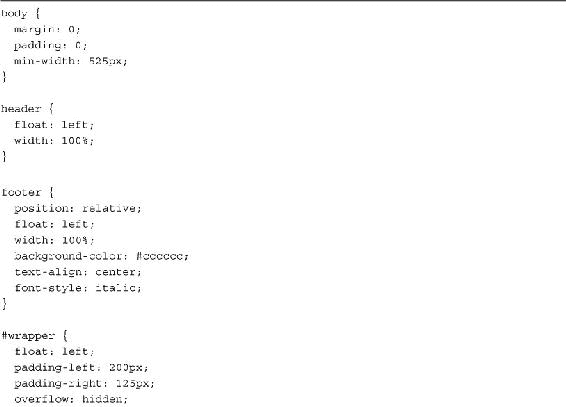 body {
  margin: 0;
  padding: 0;
  min-width: 525px;
}

header {
  float: left;
  width: 100%;
}

footer {
  position: relative;
  float: left;
  width: 100%;
  background-color: #cccccc;
  text-align: center;
  font-style: italic;
}

#wrapper {
  float: left;
  padding-left: 200px;
  padding-right: 125px;
  overflow: hidden;